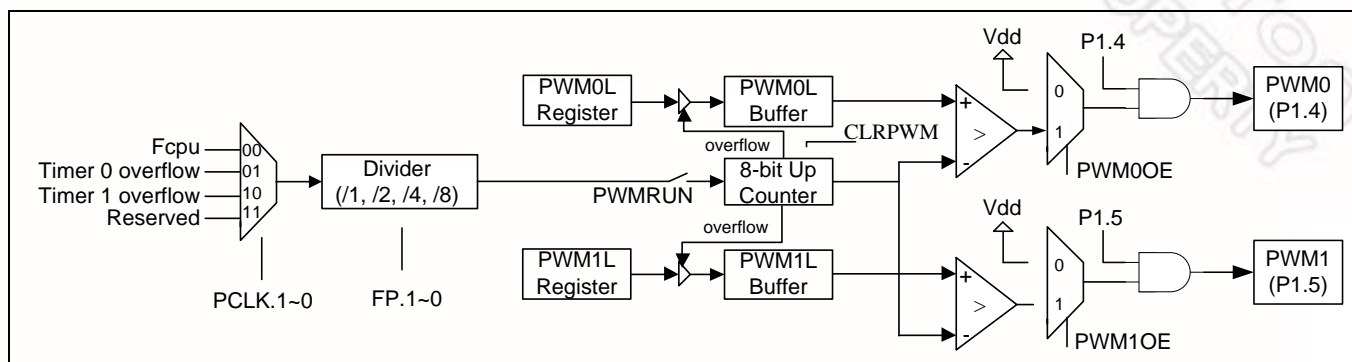 Fcpu
Timer 0 overflow
Timer 1 overflow
Reserved
00
01
10
11
PCLK.1~0
Divider
(/1, /2, /4, /8)
FP.1~0
PWMRUN
PWM0L
Register
PWM0L
Buffer
overflow
CLRPWM
8-bit Up
Counter
overflow
PWM1L
Register
PWM1L
Buffer
+
>
-
Vdd
0
1
PWM0OE
P1.4
PWM0
(P1.4)
+
>
-
Vdd
0
1
PWM1OE
P1.5
PWM1
(P1.5)